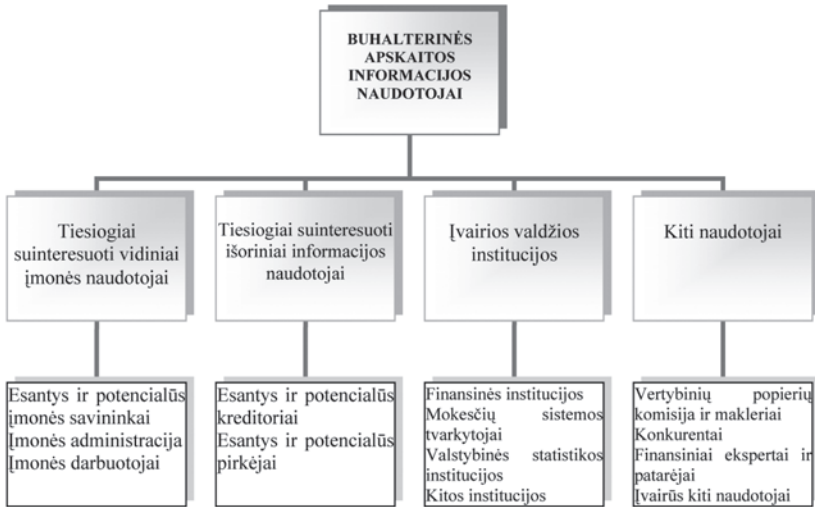 BUHALTERINĖS
APSKAITOS
INFORMACIJOS
NAUDOTOJAI
Tiesiogiai
suinteresuoti vidiniai
įmonės naudotojai
Tiesiogiai suinteresuoti
išoriniai informacijos
naudotojai
Įvairios valdžios
institucijos
Kiti naudotojai
Esantys ir potencialūs
įmonės savininkai
Įmonės administracija
Įmonės darbuotojai
Esantys ir potencialūs
kreditoriai
Esantys ir potencialūs
pirkėjai
Finansinės institucijos
Mokesčių sistemos
tvarkytojai
Valstybinės statistikos
institucijos
Kitos institucijos
Vertybinių popierių
komisija ir makleriai
Konkurentai
Finansiniai ekspertai ir
patarėjai
Įvairūs kiti naudotojai